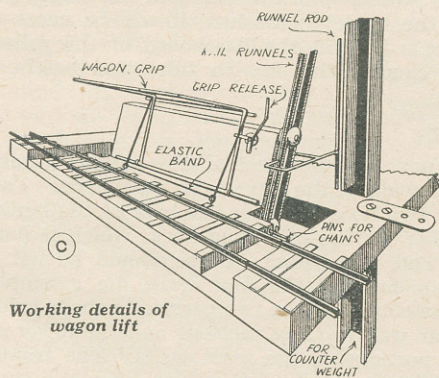 RUNNEL ROD
RUNNELS
WAGON GRIP
GRIP RELEASE
ELASTIC
BAND
PINS FOR
CHAINS
C
Working details of
wagon lift
FOR
COUNTER
WEIGHT